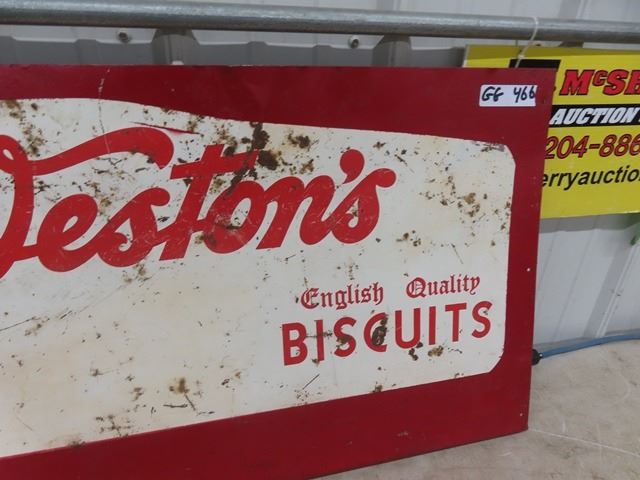 Weston's
English Quality
BISCUITS
GG 466
McSH
AUCTION
204-886
erryauction